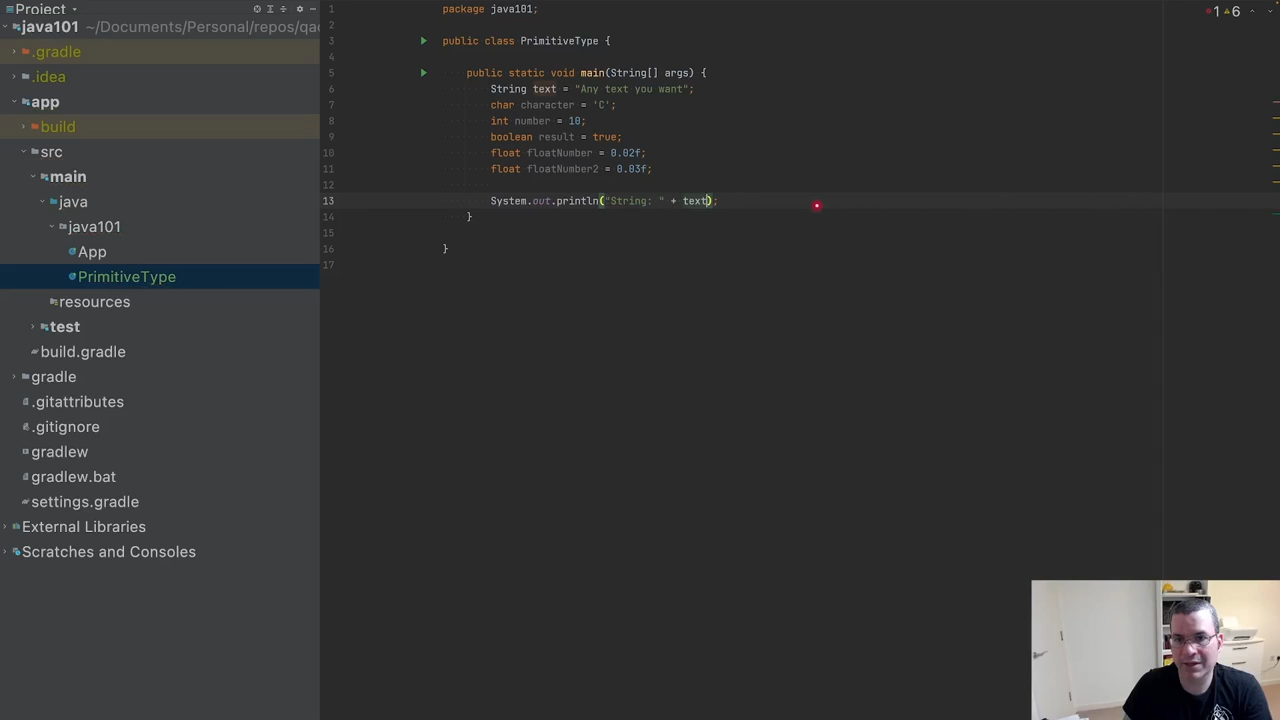 Project
java101 ~/Documents/Personal/repos/qac
.gradle
.idea
app
build
src
main
java
java101
App
PrimitiveType
resources
test
build.gradle
gradle
.gitattributes
.gitignore
gradlew
gradlew.bat
settings.gradle
External Libraries
Scratches and Consoles
1 package java101;
2
3 public class PrimitiveType {
4
5 public static void main(String[] args) {
6 String text = "Any text you want";
7 char character = 'C';
8 int number = 10;
9 boolean result = true;
10 float floatNumber = 0.02f;
11 float floatNumber2 = 0.03f;
12
13 System.out.println("String: " + text);
14 }
15
16 }
17
1 6